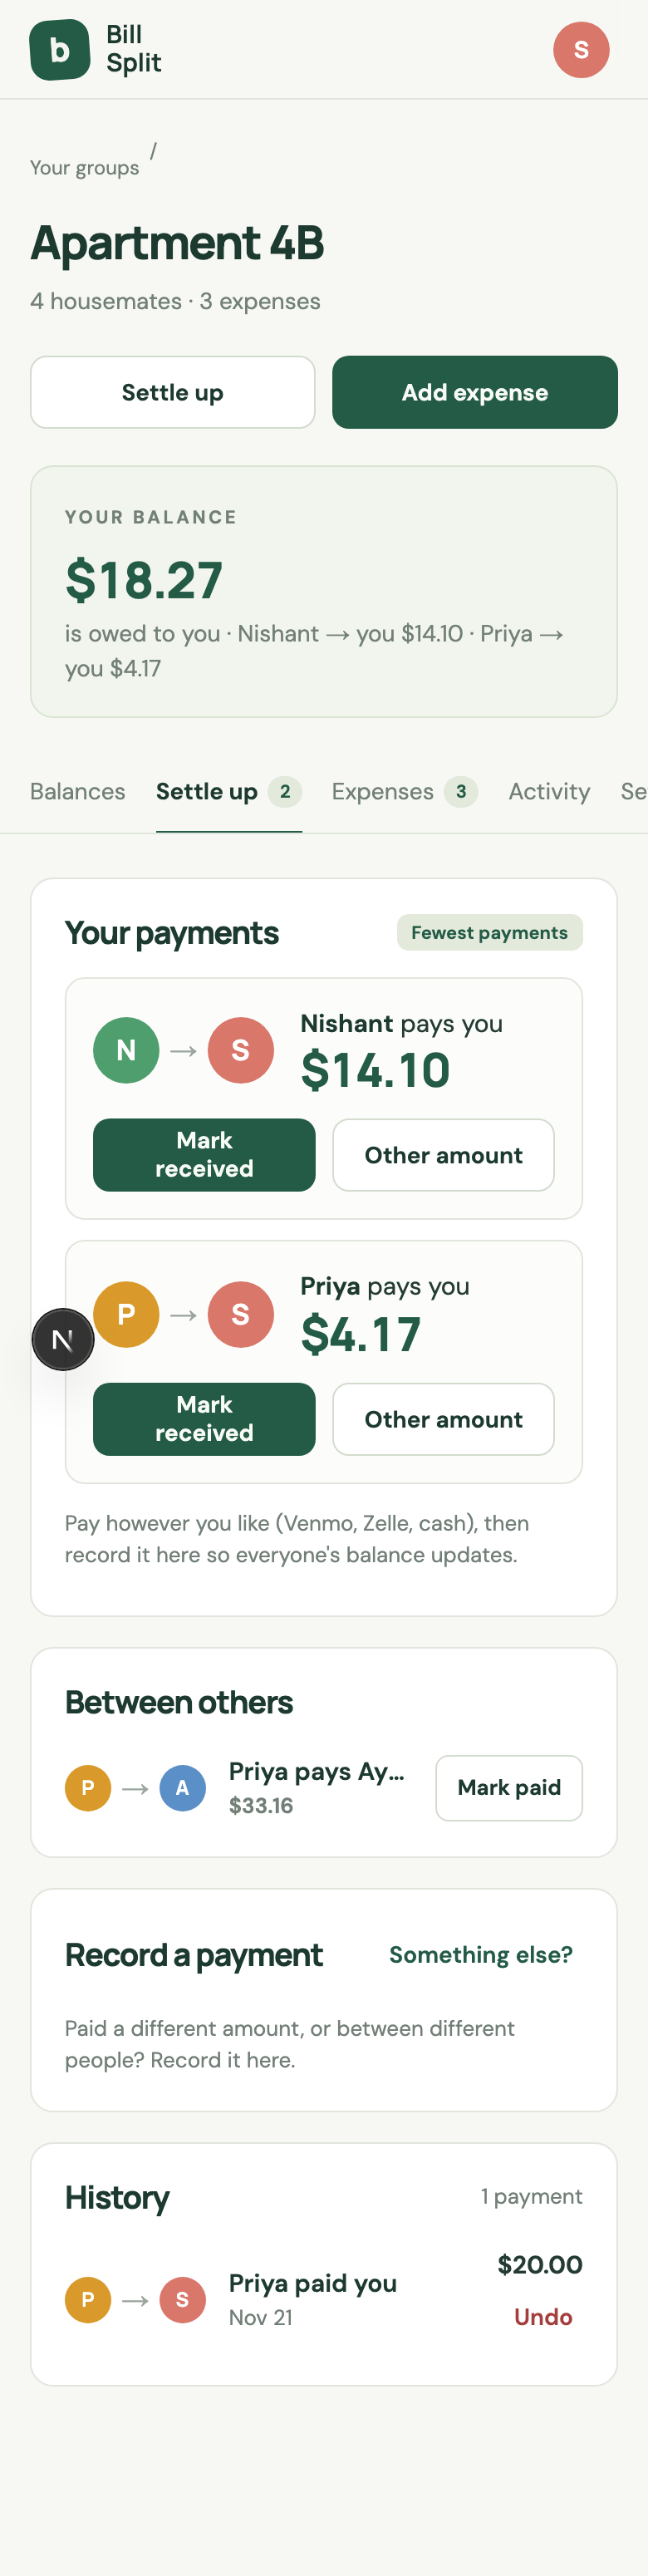 b
Bill
Split
S
Your groups /
Apartment 4B
4 housemates · 3 expenses
Settle up
Add expense
YOUR BALANCE
$18.27
is owed to you · Nishant → you $14.10 · Priya →
you $4.17
Balances Settle up 2 Expenses 3 Activity Se
Your payments
Fewest payments
N → S
Nishant pays you
$14.10
Mark
received
Other amount
P → S
Priya pays you
$4.17
N
Mark
received
Other amount
Pay however you like (Venmo, Zelle, cash), then
record it here so everyone's balance updates.
Between others
P → A
Priya pays Ay...
$33.16
Mark paid
Record a payment
Something else?
Paid a different amount, or between different
people? Record it here.
History
1 payment
P → S
Priya paid you
Nov 21
$20.00
Undo